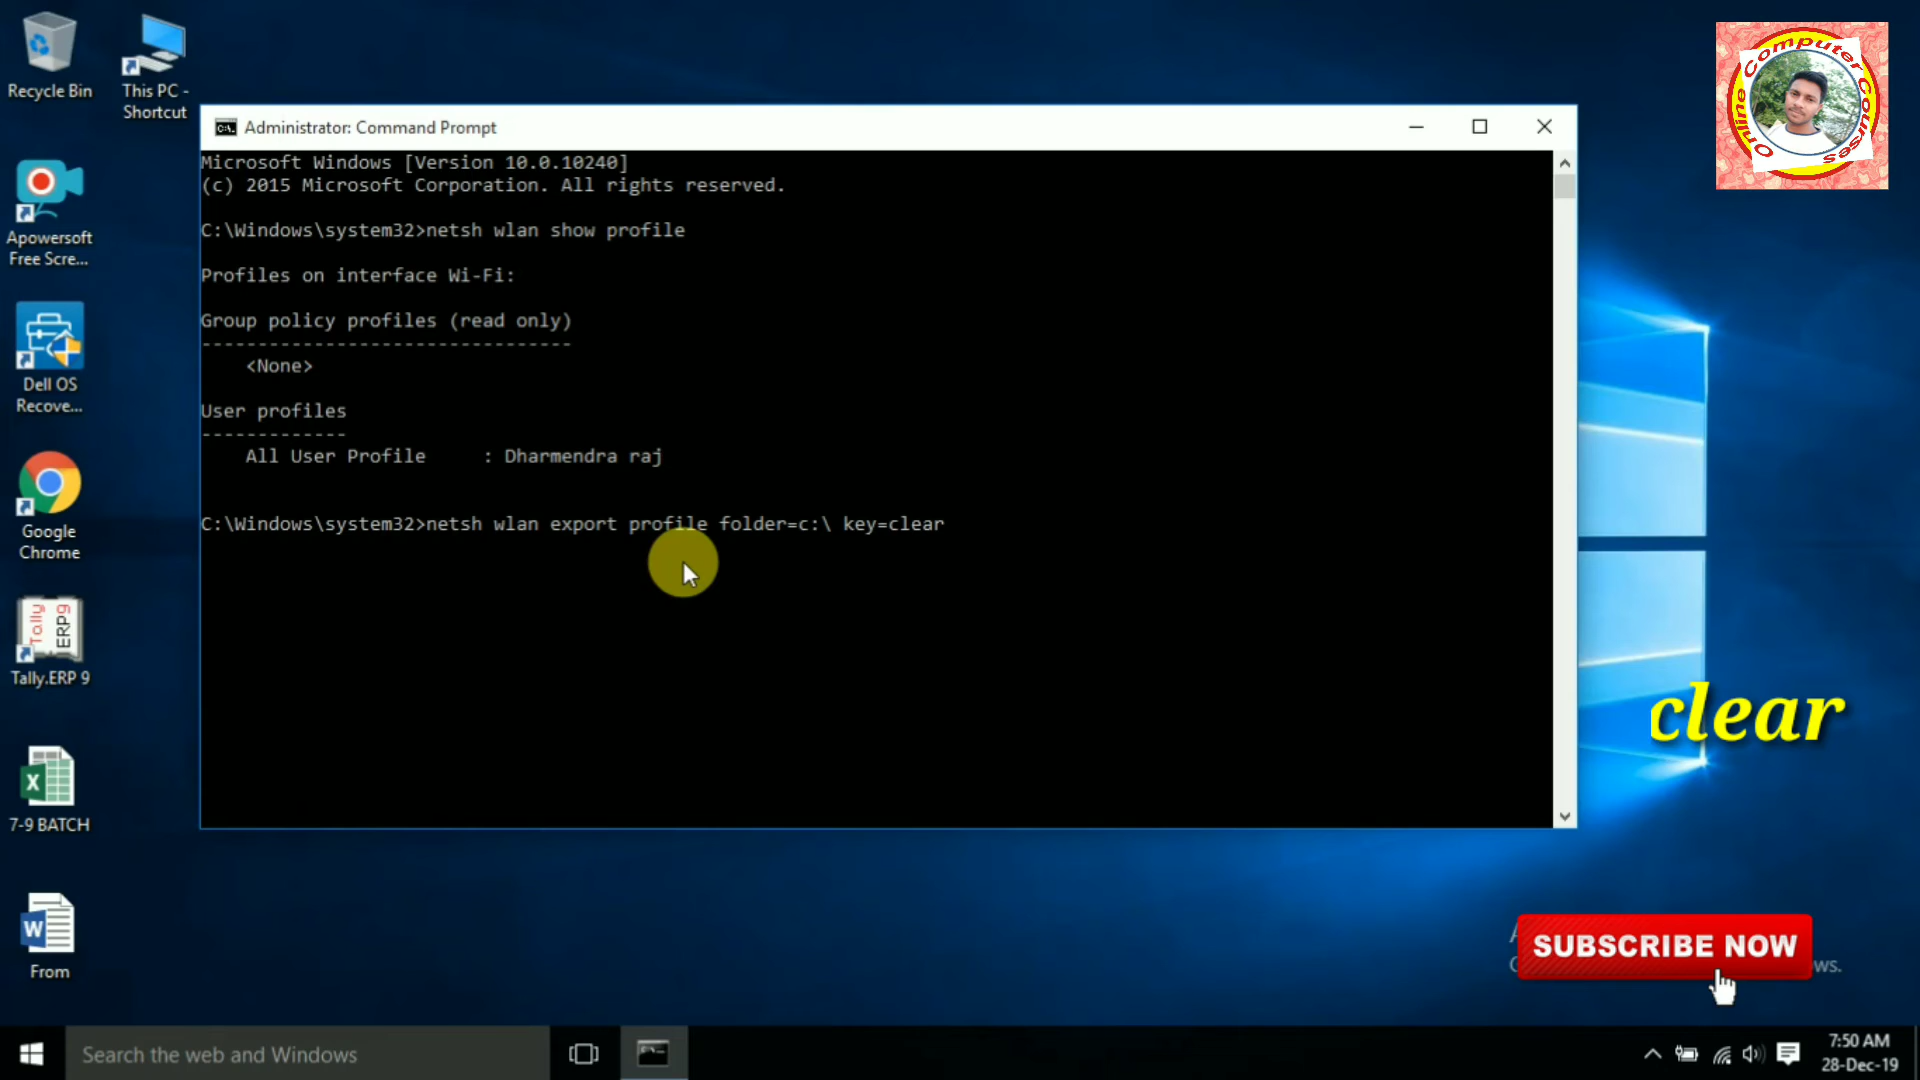 Recycle Bin
This PC -
Shortcut
Apowersoft
Free Scre...
Dell OS
Recove...
Google
Chrome
Tally
ERP9
Tally.ERP 9
7-9 BATCH
From
Administrator: Command Prompt
Microsoft Windows [Version 10.0.10240]
(c) 2015 Microsoft Corporation. All rights reserved.
C:\Windows\system32>netsh wlan show profile
Profiles on interface Wi-Fi:
Group policy profiles (read only)
---------------------------------
<None>
User profiles
-------------
All User Profile     : Dharmendra raj
C:\Windows\system32>netsh wlan export profile folder=c:\ key=clear
Online Computer Courses
clear
SUBSCRIBE NOW
Search the web and Windows
7:50 AM
28-Dec-19